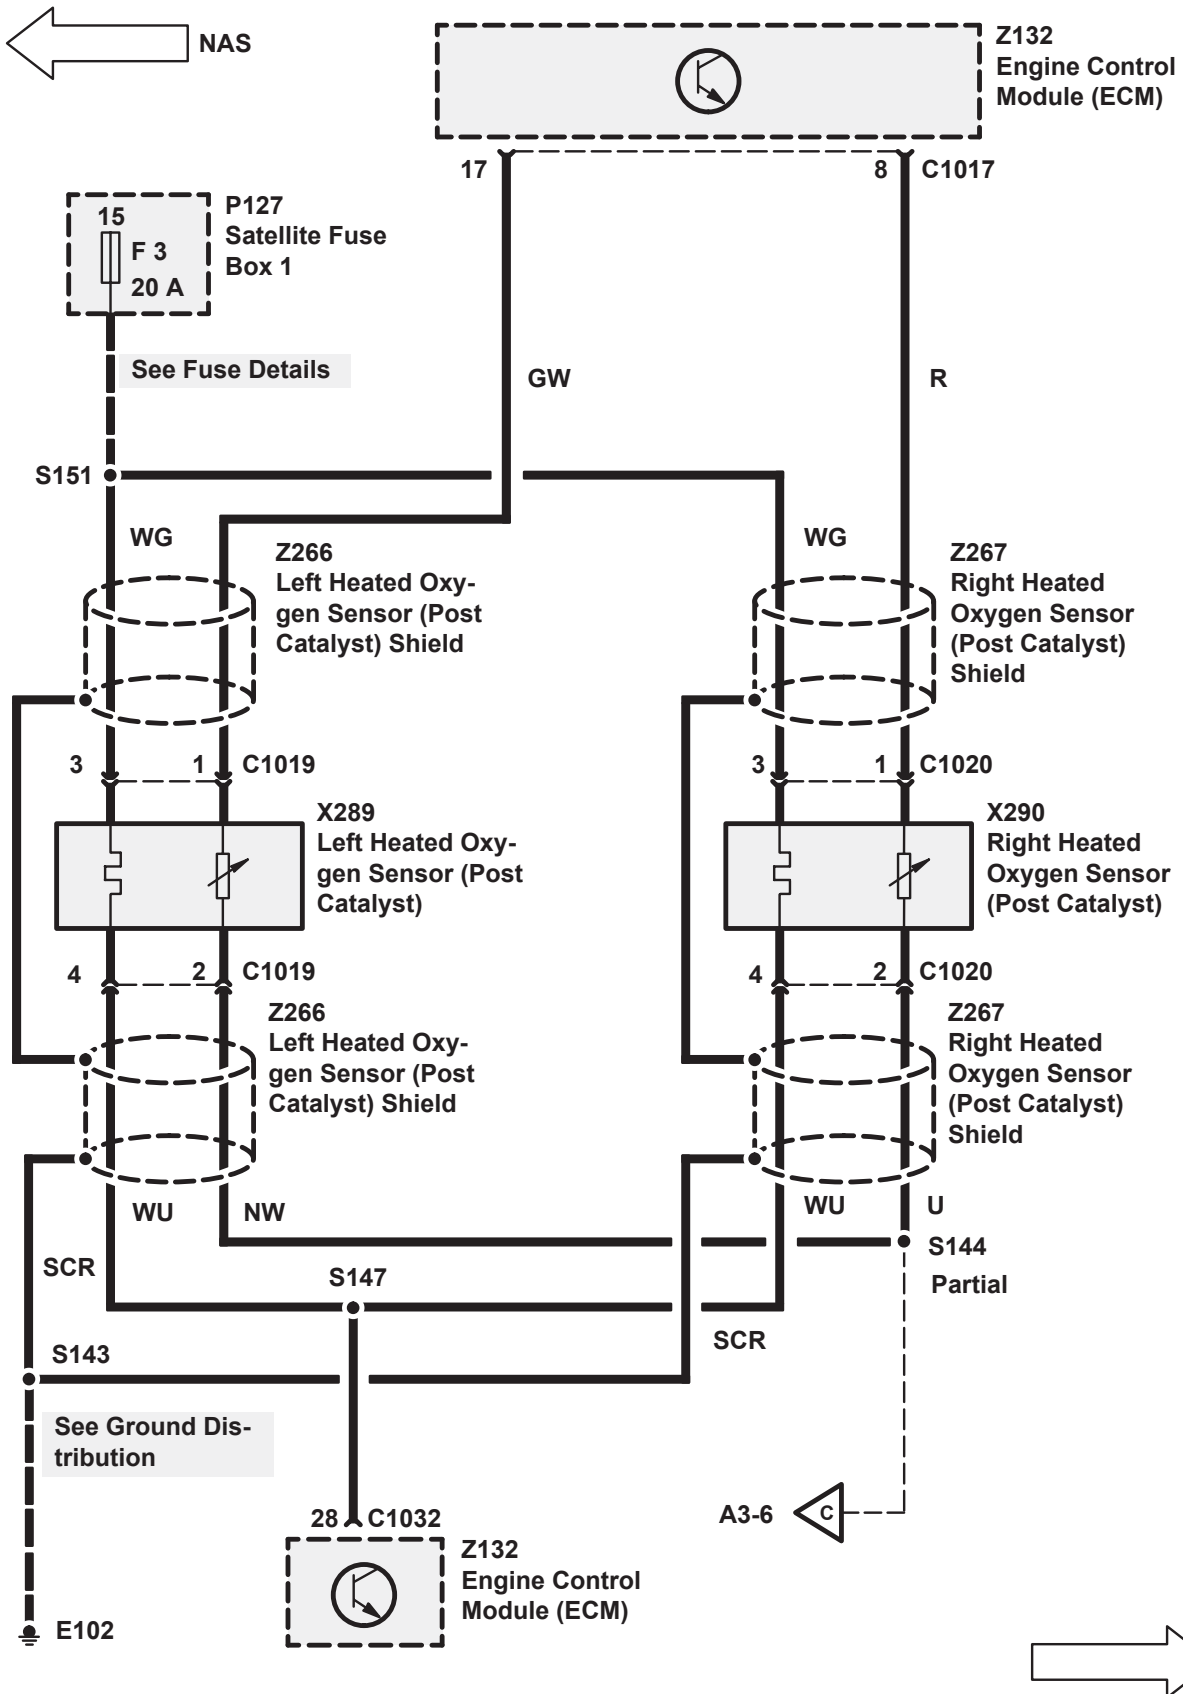 NAS
Z132
Engine Control
Module (ECM)
17
8
C1017
P127
Satellite Fuse
Box 1
15
F 3
20 A
See Fuse Details
GW
R
S151
WG
WG
Z266
Left Heated Oxy-
gen Sensor (Post
Catalyst) Shield
Z267
Right Heated
Oxygen Sensor
(Post Catalyst)
Shield
3
1
C1019
3
1
C1020
X289
Left Heated Oxy-
gen Sensor (Post
Catalyst)
X290
Right Heated
Oxygen Sensor
(Post Catalyst)
4
2
C1019
4
2
C1020
Z266
Left Heated Oxy-
gen Sensor (Post
Catalyst) Shield
Z267
Right Heated
Oxygen Sensor
(Post Catalyst)
Shield
WU
NW
WU
U
S144
Partial
SCR
S147
SCR
S143
See Ground Dis-
tribution
A3-6
C
28
C1032
Z132
Engine Control
Module (ECM)
E102